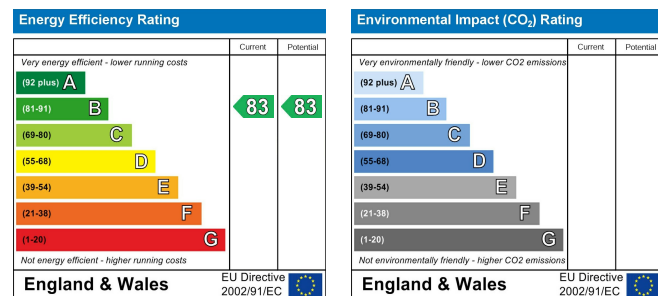 Energy Efficiency Rating
Current Potential
Very energy efficient - lower running costs
(92 plus) A
(81-91) B 83 83
(69-80) C
(55-68) D
(39-54) E
(21-38) F
(1-20) G
Not energy efficient - higher running costs
England & Wales
EU Directive
2002/91/EC
Environmental Impact (CO₂) Rating
Current Potential
Very environmentally friendly - lower CO2 emissions
(92 plus) A
(81-91) B
(69-80) C
(55-68) D
(39-54) E
(21-38) F
(1-20) G
Not environmentally friendly - higher CO2 emissions
England & Wales
EU Directive
2002/91/EC